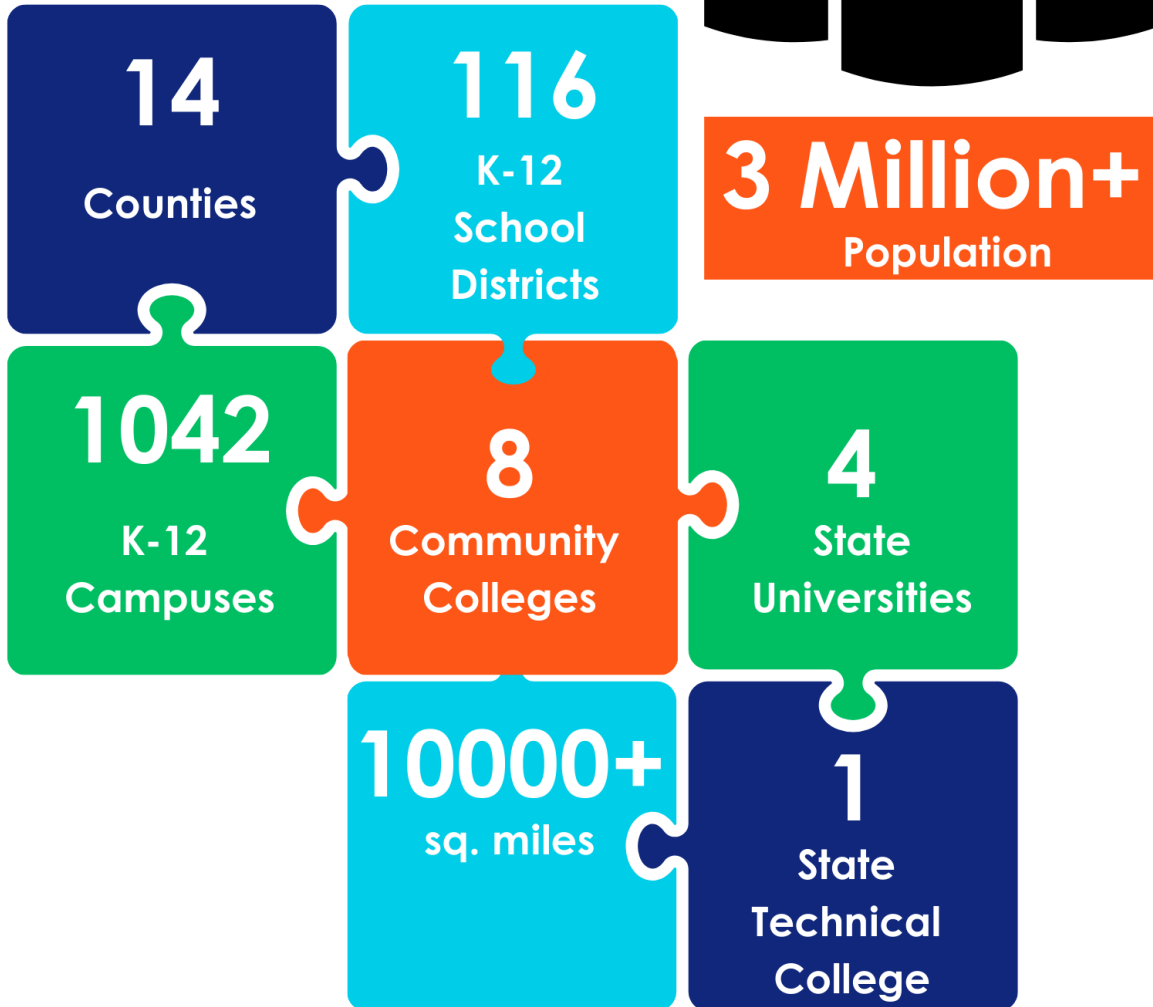 14
Counties
116
K-12
School
Districts
3 Million+
Population
1042
K-12
Campuses
8
Community
Colleges
4
State
Universities
10000+
sq. miles
1
State
Technical
College